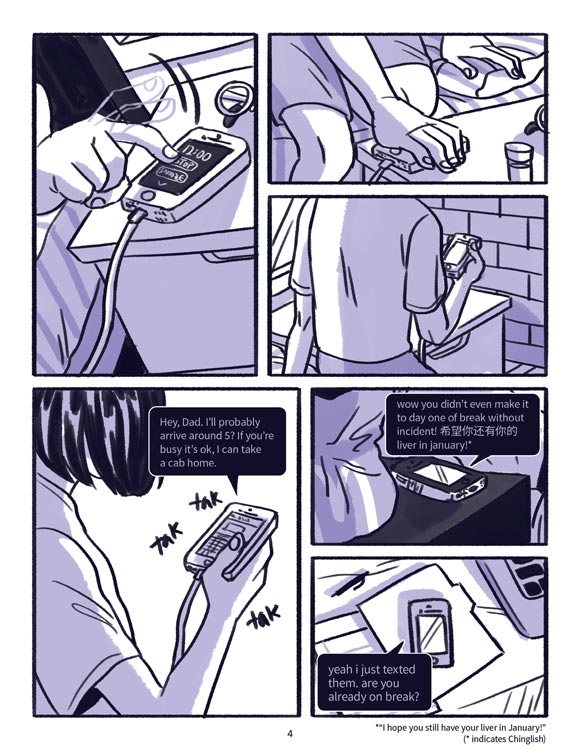 12:00
STOP
SNOOZE
Hey, Dad. I'll probably
arrive around 5? If you're
busy it's ok, I can take
a cab home.
tak
tak
tak
wow you didn't even make it
to day one of break without
incident! 希望你还有你的
liver in january!*
yeah i just texted
them. are you
already on break?
4
*"I hope you still have your liver in January!"
(* indicates Chinglish)